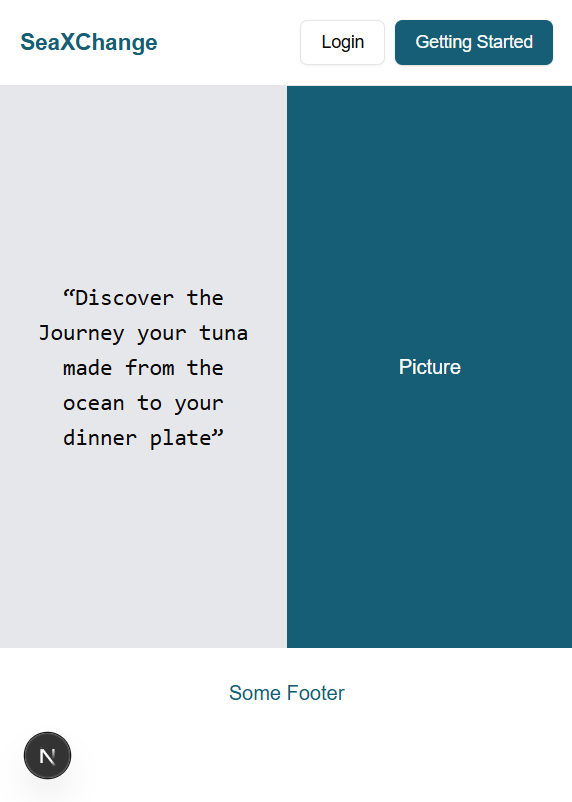 SeaXChange
Login
Getting Started
“Discover the
Journey your tuna
made from the
ocean to your
dinner plate”
Picture
Some Footer
N